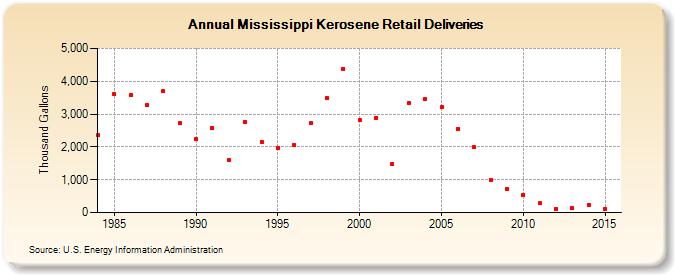 Annual Mississippi Kerosene Retail Deliveries
Thousand Gallons
5,000
4,000
3,000
2,000
1,000
0
1985 1990 1995 2000 2005 2010 2015
Source: U.S. Energy Information Administration